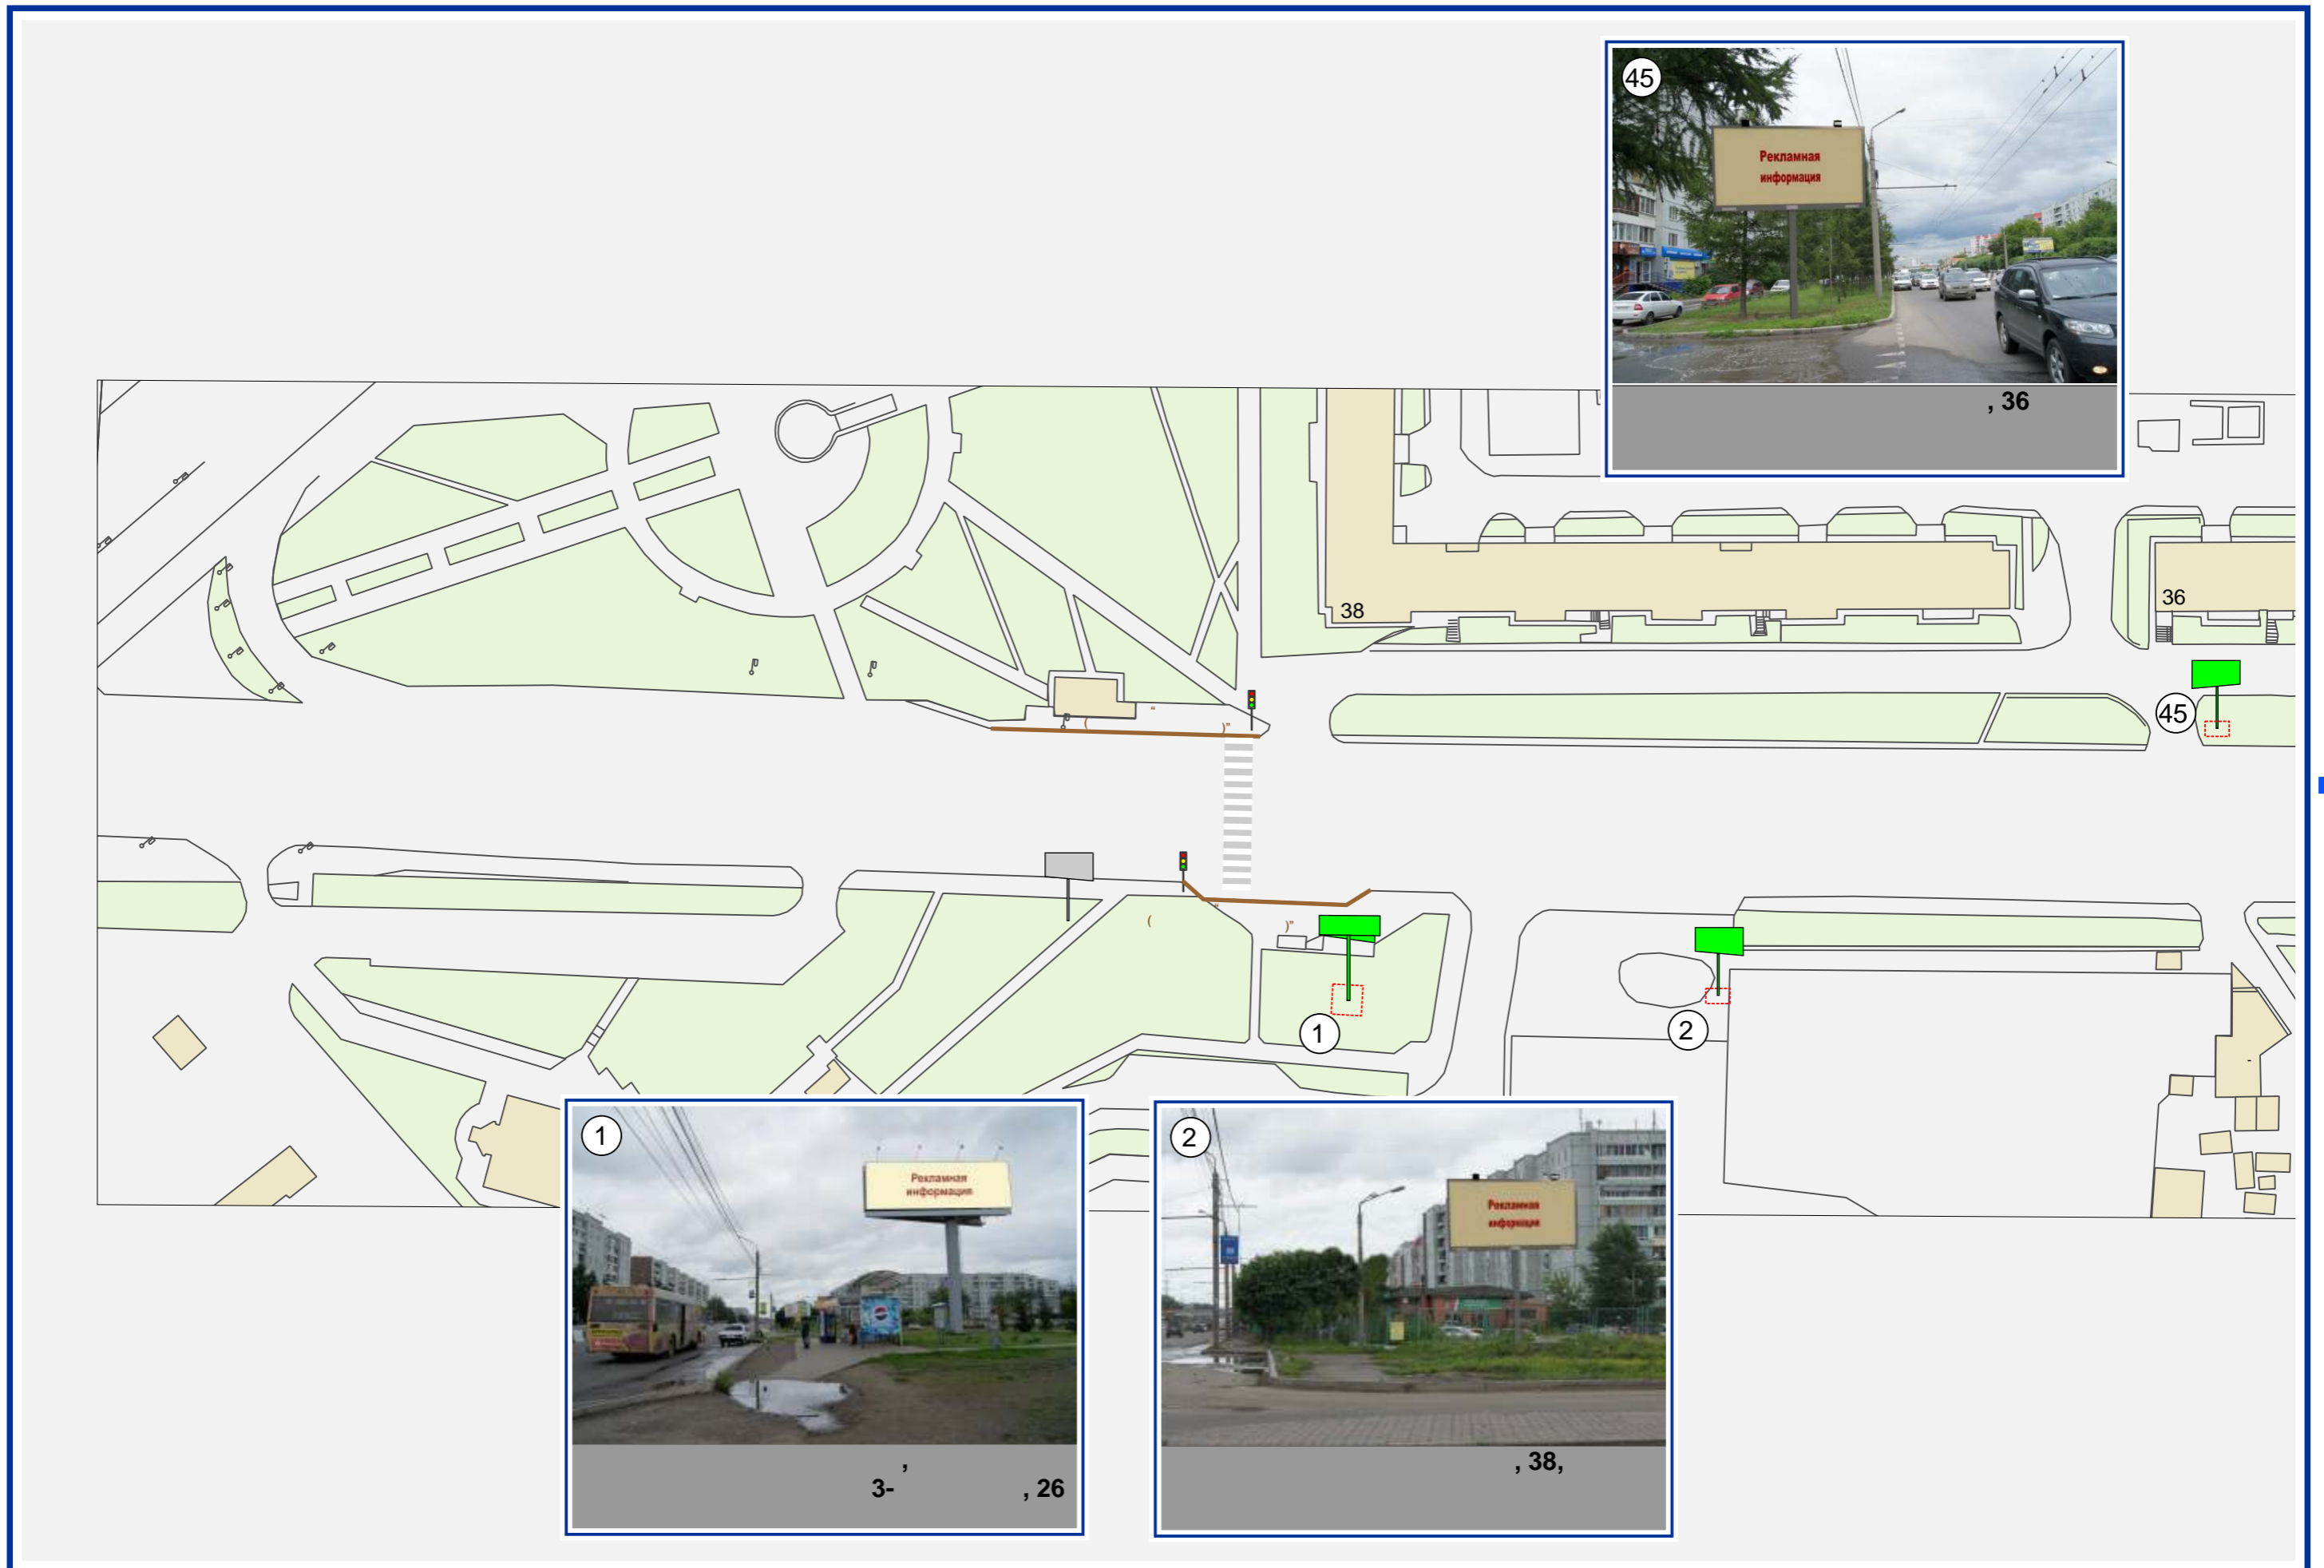 45
Рекламная
информация
, 36
38
36
45
“
( )”
“
( )”
1
2
1
Рекламная
информация
,
3- , 26
2
Рекламная
информация
, 38,